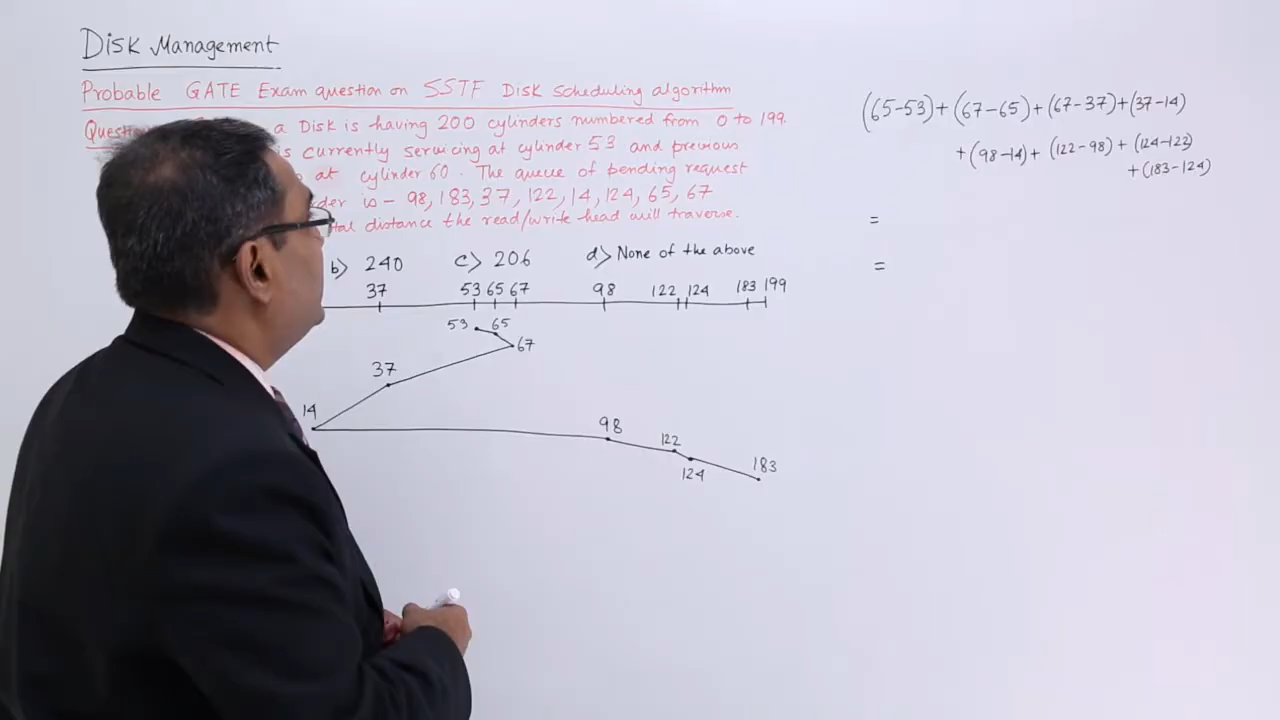 Disk Management
Probable GATE Exam question on SSTF Disk Scheduling algorithm
a Disk is having 200 cylinders numbered from 0 to 199.
is currently servicing at cylinder 53 and previous
at cylinder 60. The queue of pending request
is - 98, 183, 37, 122, 14, 124, 65, 67
distance the read/write head will traverse.
b> 240 c> 206 d> None of the above
37 53 65 67 98 122 124 183 199
53 65
67
37
14
98
122
124
183
(65-53)+(67-65)+(67-37)+(37-14)
+(98-14)+(122-98)+(124-122)
+(183-124)
=
=